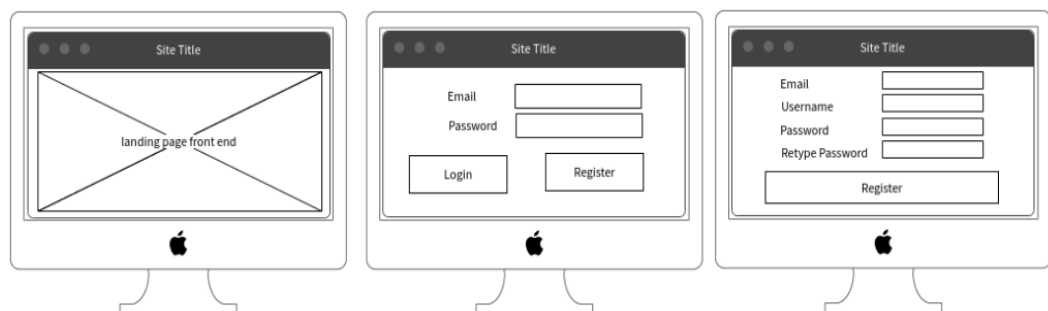 Site Title
landing page front end
Site Title
Email
Password
Login
Register
Site Title
Email
Username
Password
Retype Password
Register